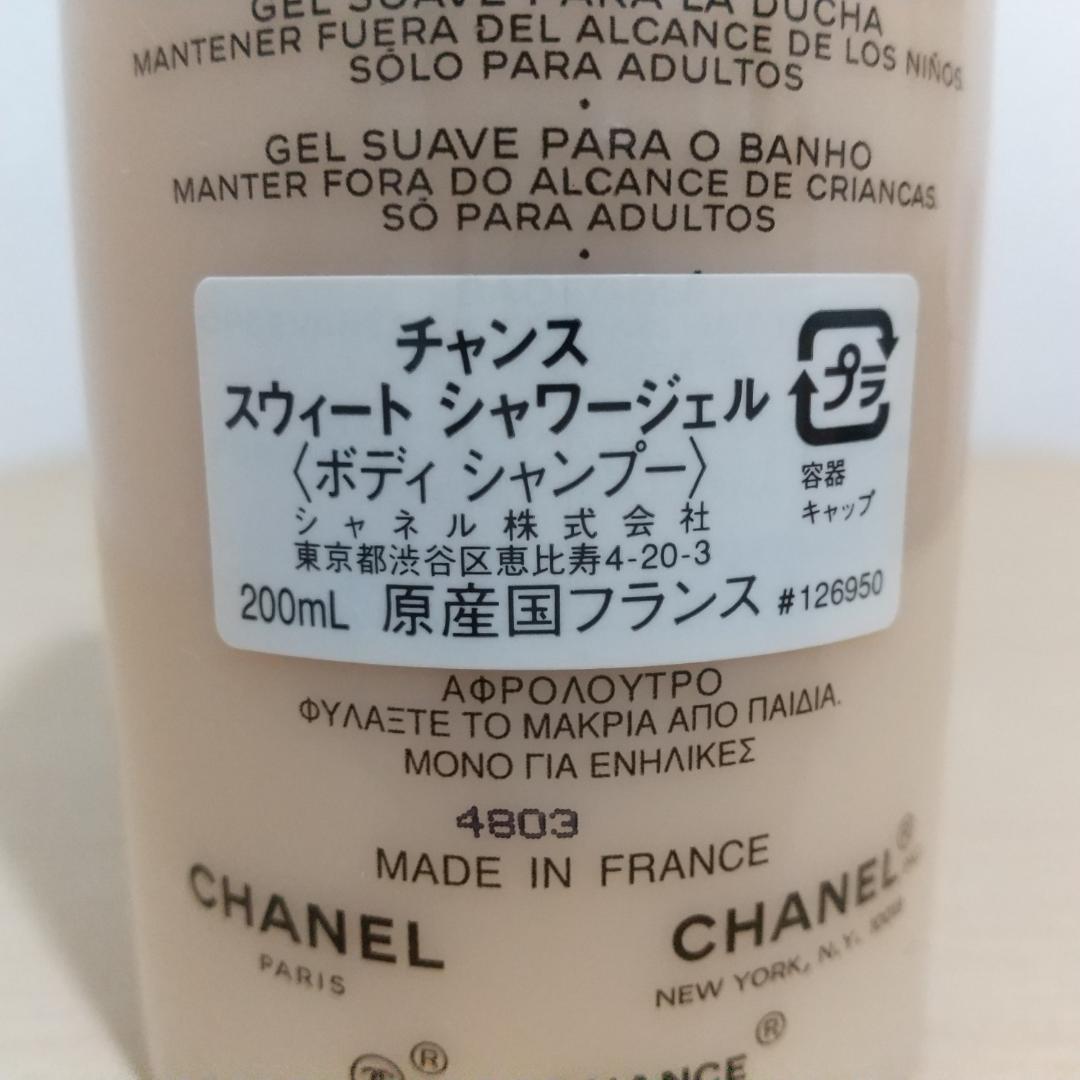 GEL SUAVE PARA LA DUCHA
MANTENER FUERA DEL ALCANCE DE LOS NIÑOS.
SÓLO PARA ADULTOS
•
GEL SUAVE PARA O BANHO
MANTER FORA DO ALCANCE DE CRIANCAS.
SÓ PARA ADULTOS
•
チャンス
スウィート シャワージェル
〈ボディ シャンプー〉
シャネル株式会社
東京都渋谷区恵比寿4-20-3
200mL 原産国フランス #126950
プラ
容器
キャップ
ΑΦΡΟΛΟΥΤΡΟ
ΦΥΛΑΞΤΕ ΤΟ ΜΑΚΡΙΑ ΑΠΟ ΠΑΙΔΙΑ.
ΜΟΝΟ ΓΙΑ ΕΝΗΛΙΚΕΣ
4803
MADE IN FRANCE
CHANEL
PARIS
CHANEL®
NEW YORK, N.Y.
®
®